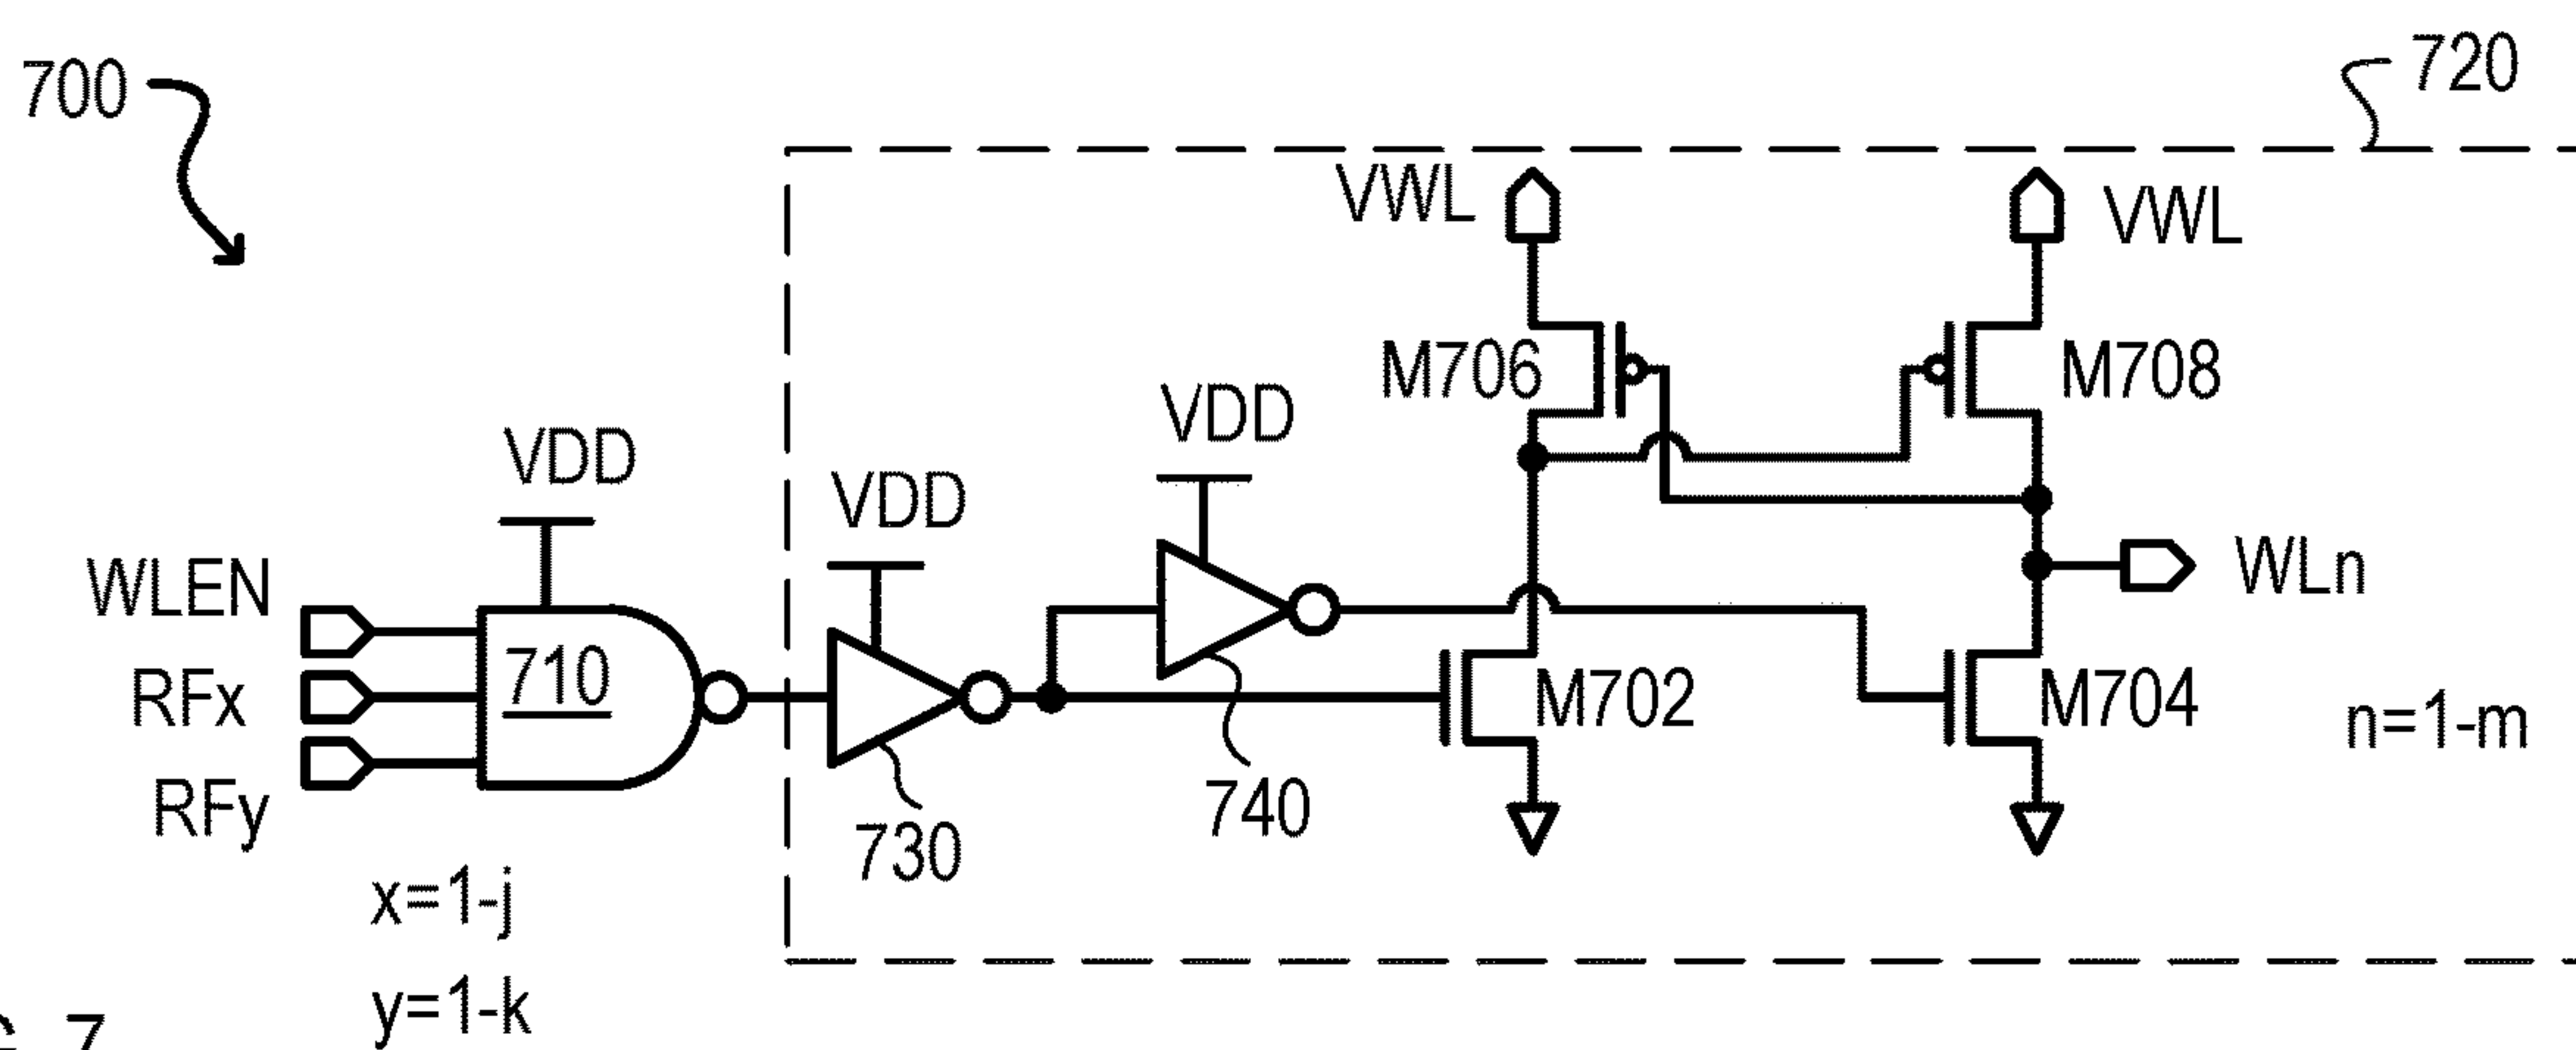 700
720
VWL
VWL
M706
M708
VDD
VDD
VDD
WLEN
710
WLn
RFx
M702
M704
n=1-m
RFy
740
730
x=1-j
y=1-k
7